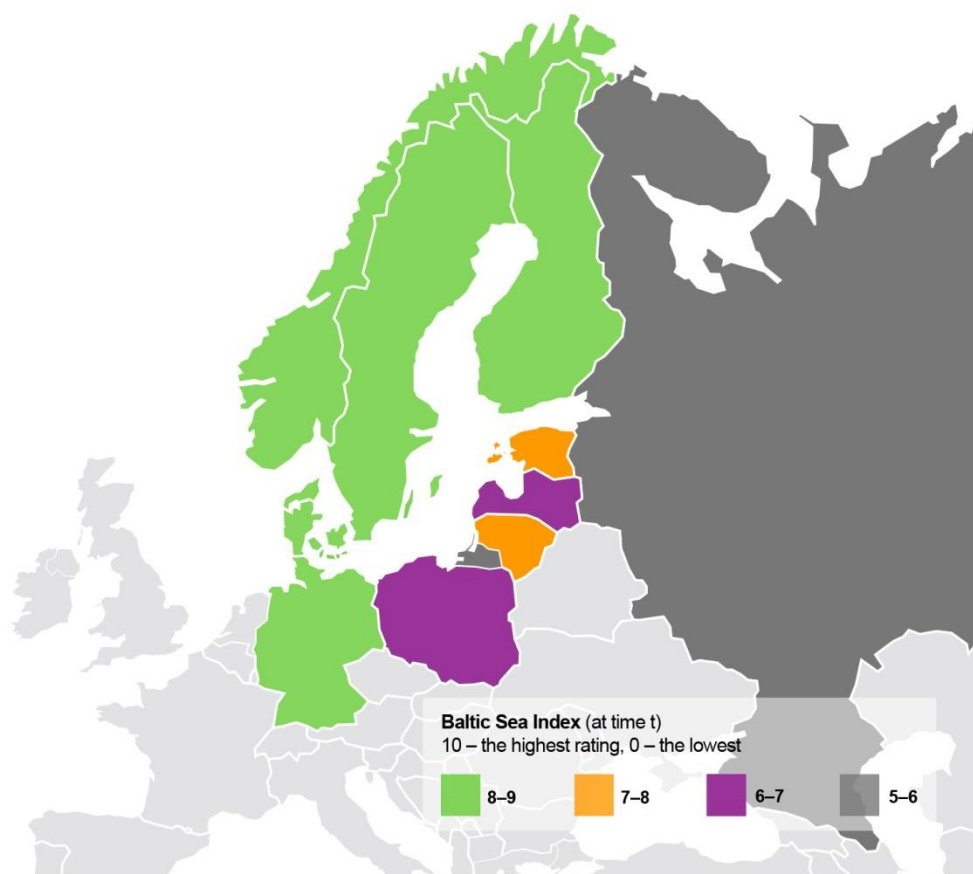 Baltic Sea Index (at time t)
10 – the highest rating, 0 – the lowest
8–9
7–8
6–7
5–6